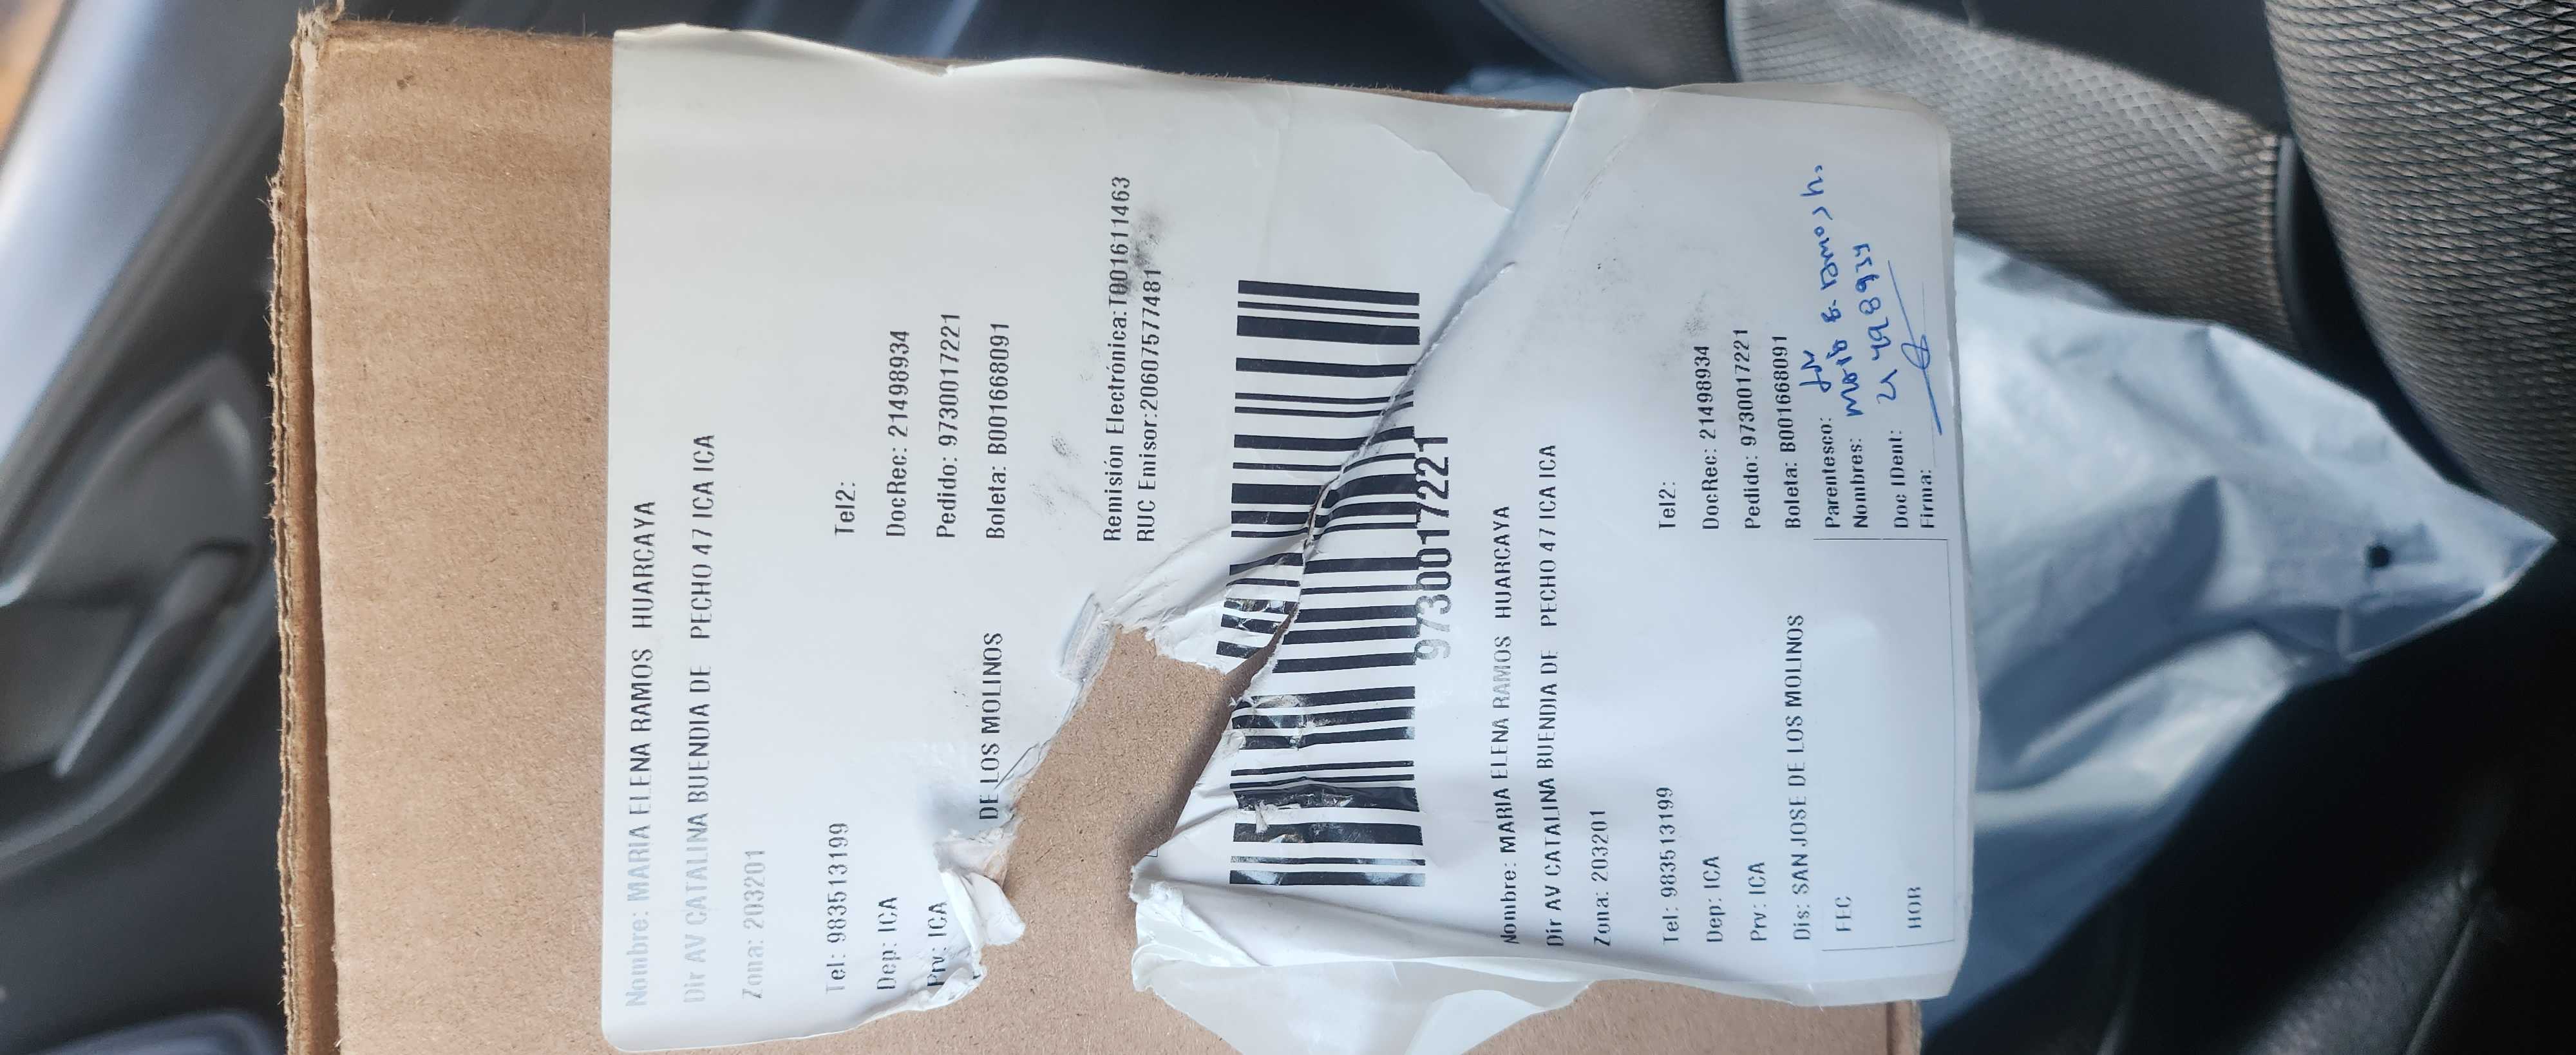 Nombre: MARIA ELENA RAMOS HUARCAYA
Dir AV CATALINA BUENDIA DE PECHO 47 ICA ICA
Zona: 203201
Tel: 983513199 Tel2:
Dep: ICA DocRec: 21498934
Prv: ICA Pedido: 9730017221
DE LOS MOLINOS Boleta: B001668091
Remisión Electrónica:T001611463
RUC Emisor:20607577481
9730017221
Nombre: MARIA ELENA RAMOS HUARCAYA
Dir AV CATALINA BUENDIA DE PECHO 47 ICA ICA
Zona: 203201
Tel: 983513199 Tel2:
Dep: ICA DocRec: 21498934
Prv: ICA Pedido: 9730017221
Dis: SAN JOSE DE LOS MOLINOS Boleta: B001668091
FEC Parentesco:
Nombres: Maria E. Ramos h.
Doc IDent: 21498934
HOR Firma: